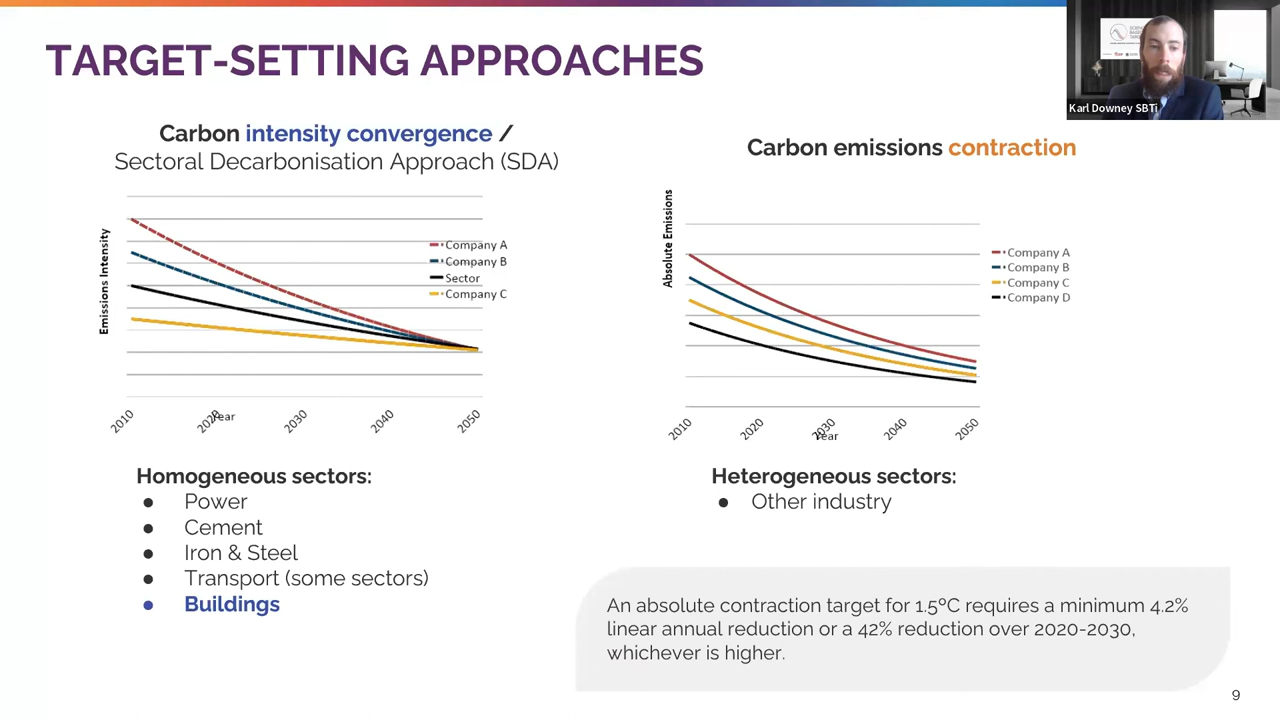 TARGET-SETTING APPROACHES
Karl Downey SBTi
Carbon intensity convergence /
Sectoral Decarbonisation Approach (SDA)
Emissions Intensity
Company A
Company B
Sector
Company C
2010
2020
2030
2040
2050
Year
Homogeneous sectors:
● Power
● Cement
● Iron & Steel
● Transport (some sectors)
● Buildings
Carbon emissions contraction
Absolute Emissions
Company A
Company B
Company C
Company D
2010
2020
2030
2040
2050
Year
Heterogeneous sectors:
● Other industry
An absolute contraction target for 1.5ºC requires a minimum 4.2%
linear annual reduction or a 42% reduction over 2020-2030,
whichever is higher.
9